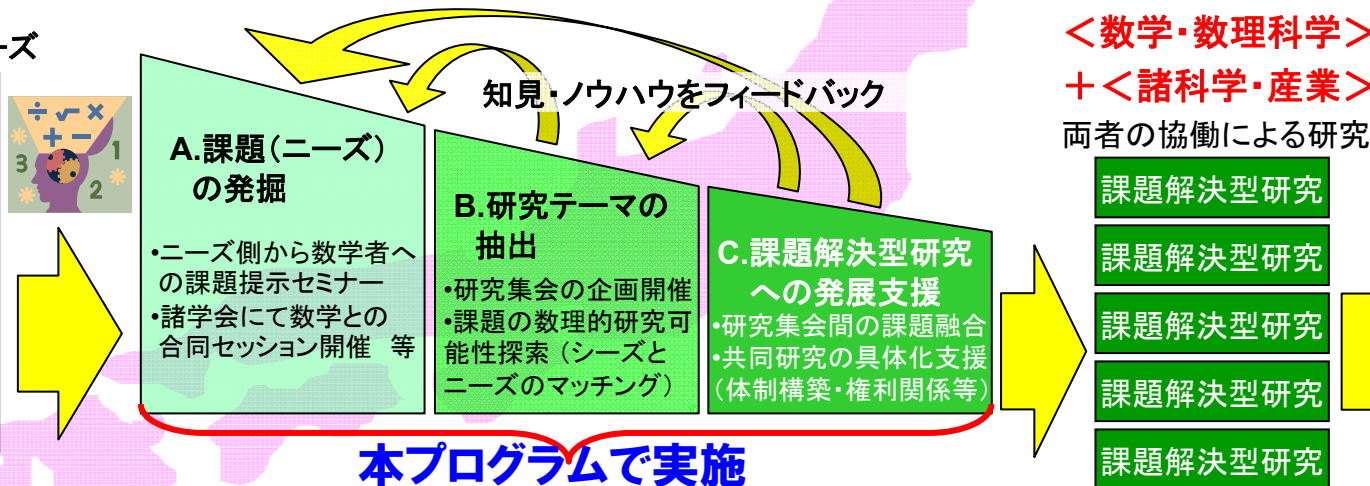 ーズ
÷√×
+−
3
1
2
知見・ノウハウをフィードバック
A.課題(ニーズ)
の発掘
•ニーズ側から数学者へ
の課題提示セミナー
•諸学会にて数学との
合同セッション開催 等
B.研究テーマの
抽出
•研究集会の企画開催
•課題の数理的研究可
能性探索(シーズと
ニーズのマッチング)
C.課題解決型研究
への発展支援
•研究集会間の課題融合
•共同研究の具体化支援
(体制構築・権利関係等)
本プログラムで実施
<数学・数理科学>
+<諸科学・産業>
両者の協働による研究
課題解決型研究
課題解決型研究
課題解決型研究
課題解決型研究
課題解決型研究